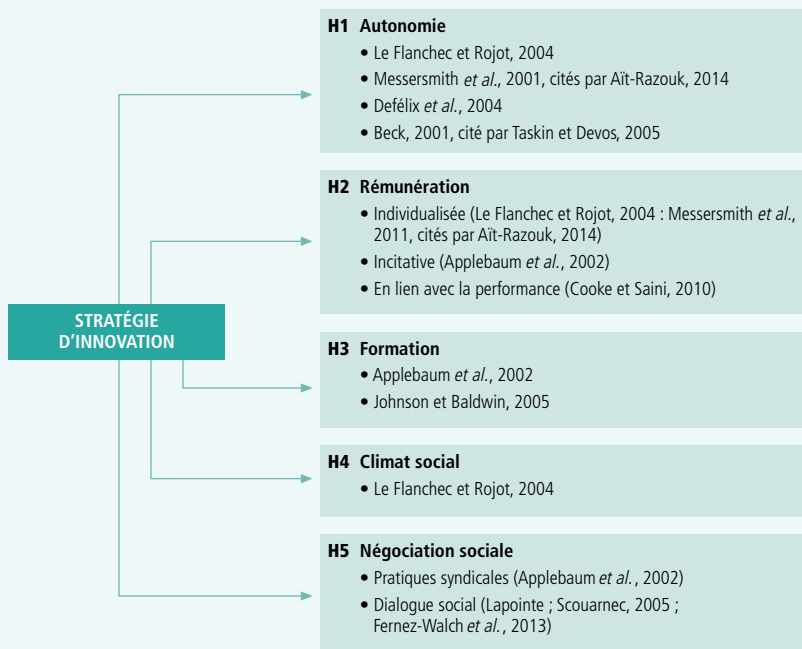 H1 Autonomie
• Le Flanchec et Rojot, 2004
• Messersmith et al., 2001, cités par Aït-Razouk, 2014
• Defélix et al., 2004
• Beck, 2001, cité par Taskin et Devos, 2005
H2 Rémunération
• Individualisée (Le Flanchec et Rojot, 2004 : Messersmith et al.,
2011, cités par Aït-Razouk, 2014)
• Incitative (Applebaum et al., 2002)
• En lien avec la performance (Cooke et Saini, 2010)
STRATÉGIE
D'INNOVATION
H3 Formation
• Applebaum et al., 2002
• Johnson et Baldwin, 2005
H4 Climat social
• Le Flanchec et Rojot, 2004
H5 Négociation sociale
• Pratiques syndicales (Applebaum et al., 2002)
• Dialogue social (Lapointe ; Scouarnec, 2005 ;
Fernez-Walch et al., 2013)